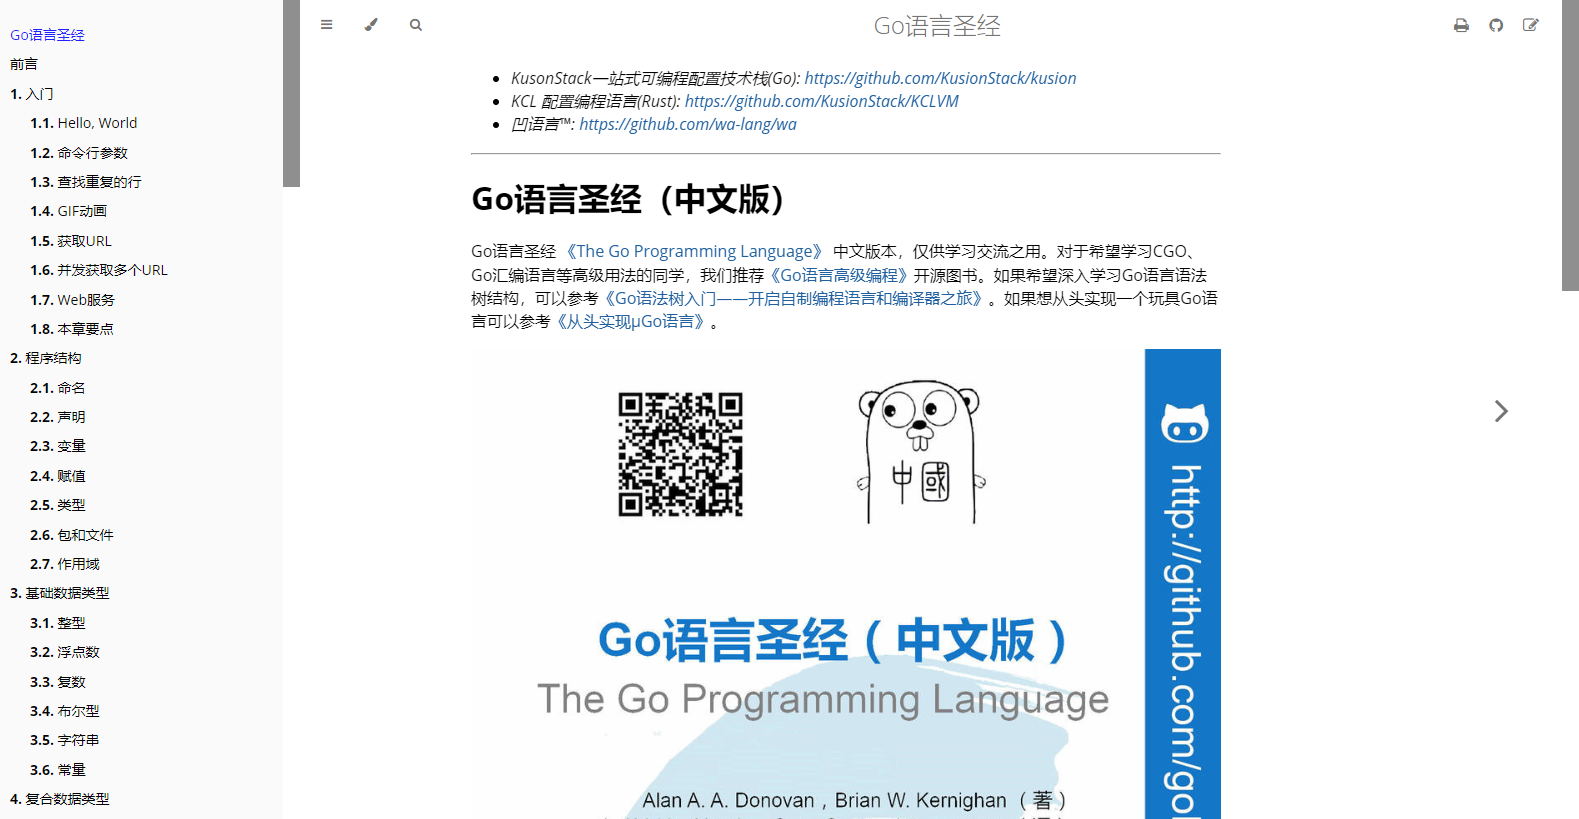 Go语言圣经
前言
1. 入门
1.1. Hello, World
1.2. 命令行参数
1.3. 查找重复的行
1.4. GIF动画
1.5. 获取URL
1.6. 并发获取多个URL
1.7. Web服务
1.8. 本章要点
2. 程序结构
2.1. 命名
2.2. 声明
2.3. 变量
2.4. 赋值
2.5. 类型
2.6. 包和文件
2.7. 作用域
3. 基础数据类型
3.1. 整型
3.2. 浮点数
3.3. 复数
3.4. 布尔型
3.5. 字符串
3.6. 常量
4. 复合数据类型
Go语言圣经
KusonStack一站式可编程配置技术栈(Go): https://github.com/KusionStack/kusion
KCL 配置编程语言(Rust): https://github.com/KusionStack/KCLVM
凹语言™: https://github.com/wa-lang/wa
Go语言圣经（中文版）
Go语言圣经 《The Go Programming Language》 中文版本，仅供学习交流之用。对于希望学习CGO、
Go汇编语言等高级用法的同学，我们推荐《Go语言高级编程》开源图书。如果希望深入学习Go语言语法
树结构，可以参考《Go语法树入门——开启自制编程语言和编译器之旅》。如果想从头实现一个玩具Go语
言可以参考《从头实现µGo语言》。
中國
http://github.com/gol
Go语言圣经（中文版）
The Go Programming Language
Alan A. A. Donovan，Brian W. Kernighan （著）